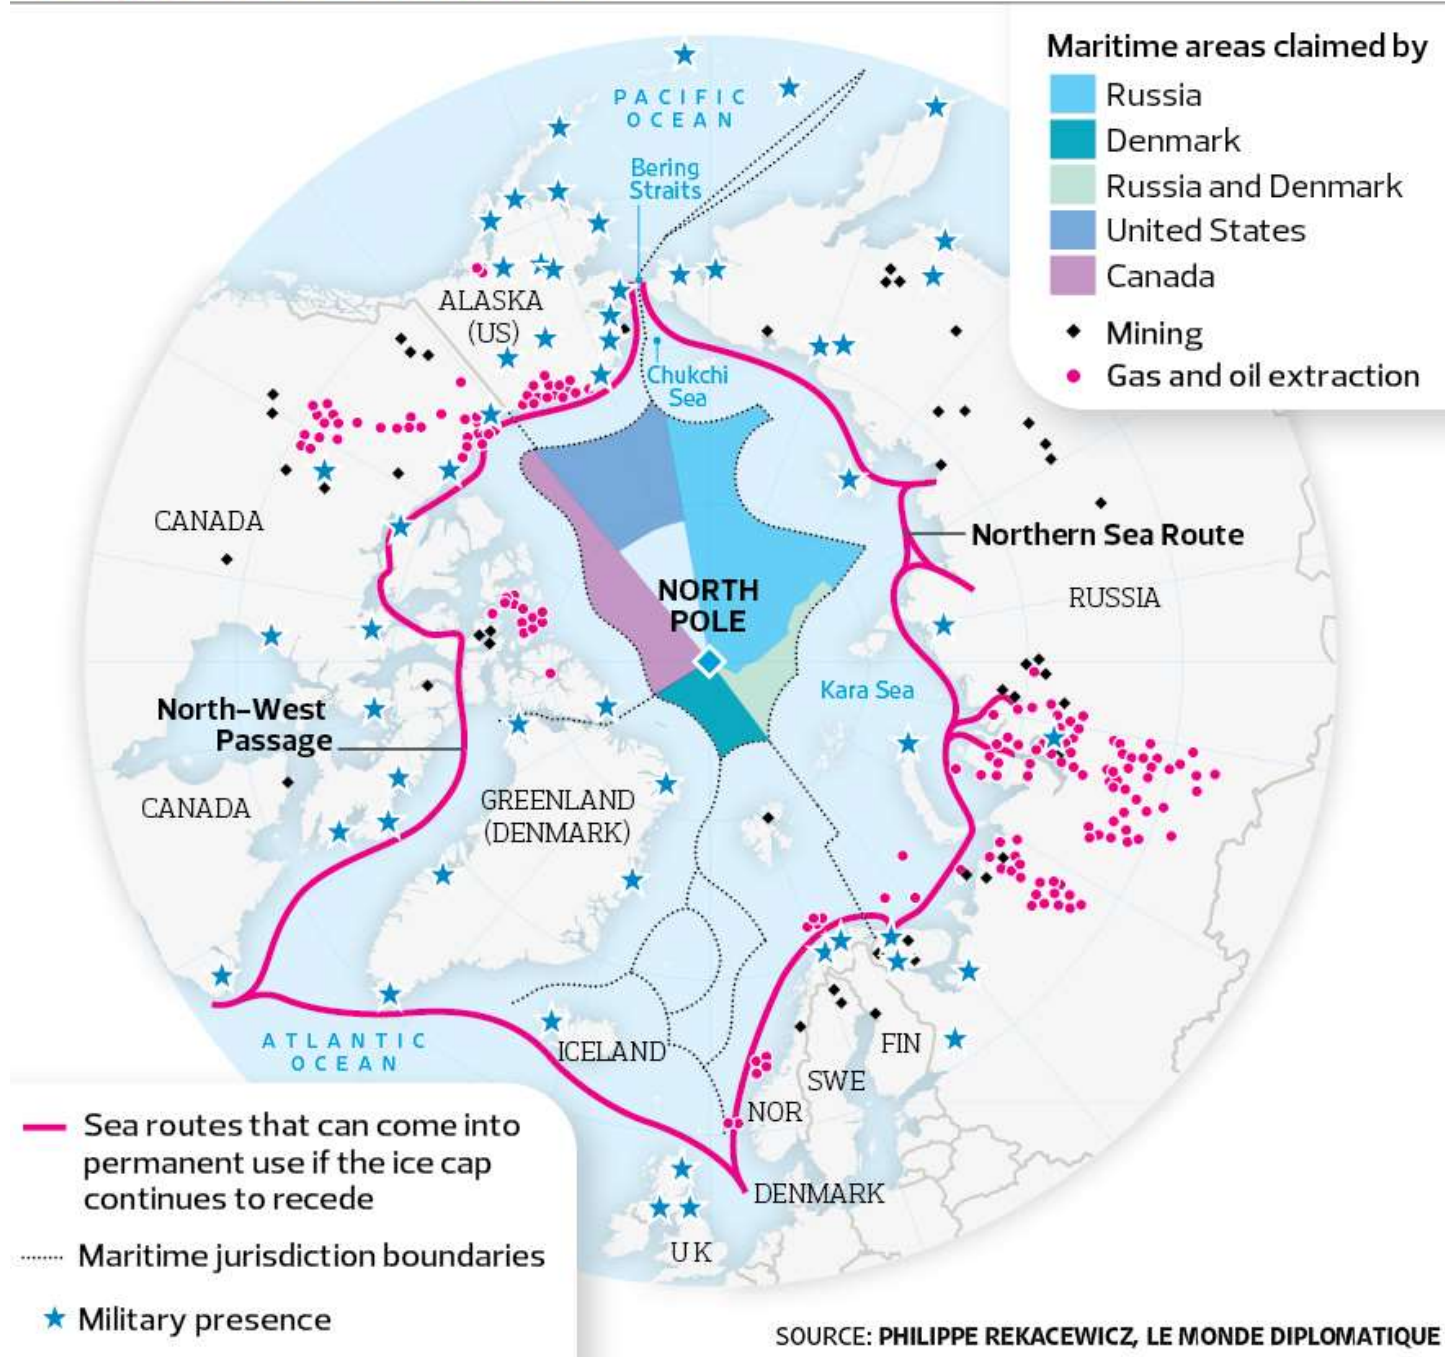 Maritime areas claimed by
Russia
Denmark
Russia and Denmark
United States
Canada
Mining
Gas and oil extraction
PACIFIC
OCEAN
Bering
Straits
ALASKA
(US)
Chukchi
Sea
CANADA
Northern Sea Route
NORTH
POLE
RUSSIA
Kara Sea
North–West
Passage
CANADA
GREENLAND
(DENMARK)
ATLANTIC
OCEAN
ICELAND
FIN
SWE
NOR
DENMARK
UK
Sea routes that can come into
permanent use if the ice cap
continues to recede
Maritime jurisdiction boundaries
Military presence
SOURCE: PHILIPPE REKACEWICZ, LE MONDE DIPLOMATIQUE